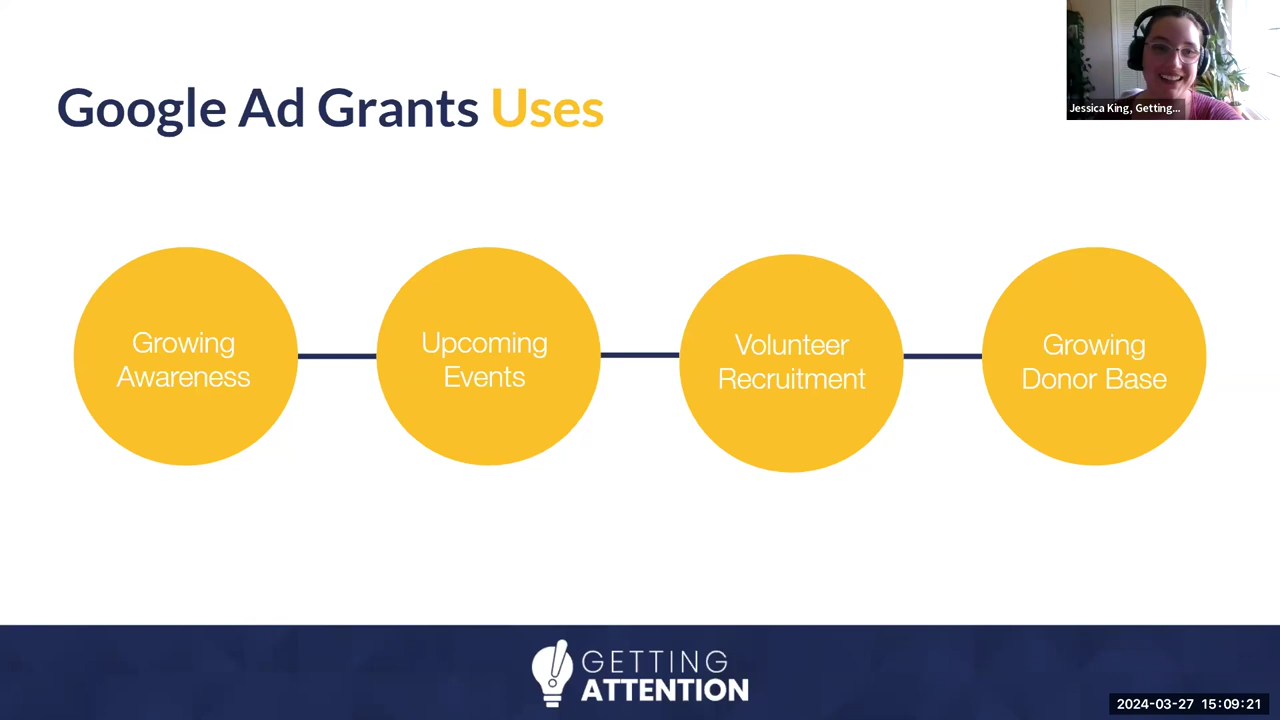 Google Ad Grants Uses
Jessica King, Getting...
Growing
Awareness
Upcoming
Events
Volunteer
Recruitment
Growing
Donor Base
GETTING
ATTENTION
2024-03-27 15:09:21